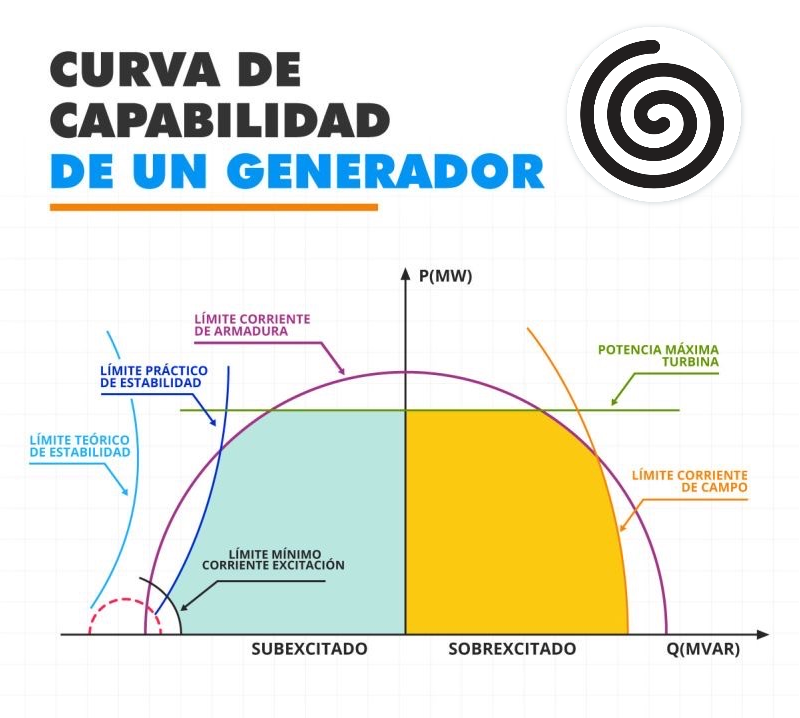 CURVA DE
CAPABILIDAD
DE UN GENERADOR
P(MW)
LÍMITE CORRIENTE
DE ARMADURA
POTENCIA MÁXIMA
TURBINA
LÍMITE PRÁCTICO
DE ESTABILIDAD
LÍMITE TEÓRICO
DE ESTABILIDAD
LÍMITE CORRIENTE
DE CAMPO
LÍMITE MÍNIMO
CORRIENTE EXCITACIÓN
SUBEXCITADO
SOBREXCITADO
Q(MVAR)